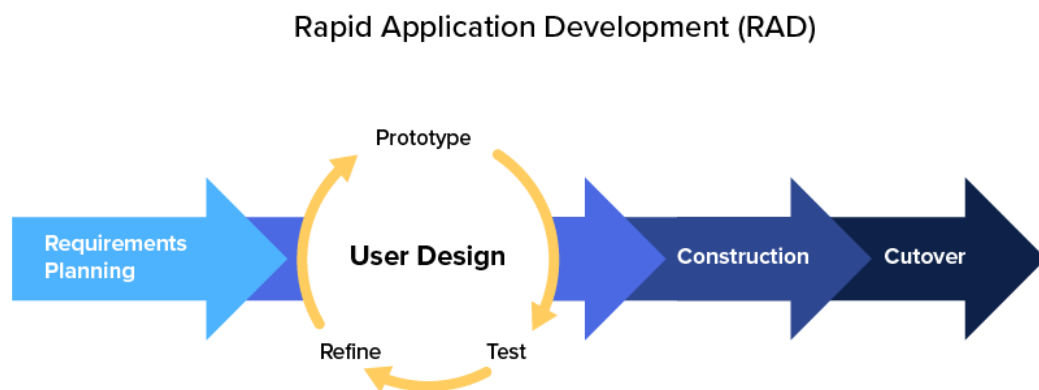 Rapid Application Development (RAD)
Prototype
Requirements
Planning
User Design
Construction
Cutover
Refine
Test